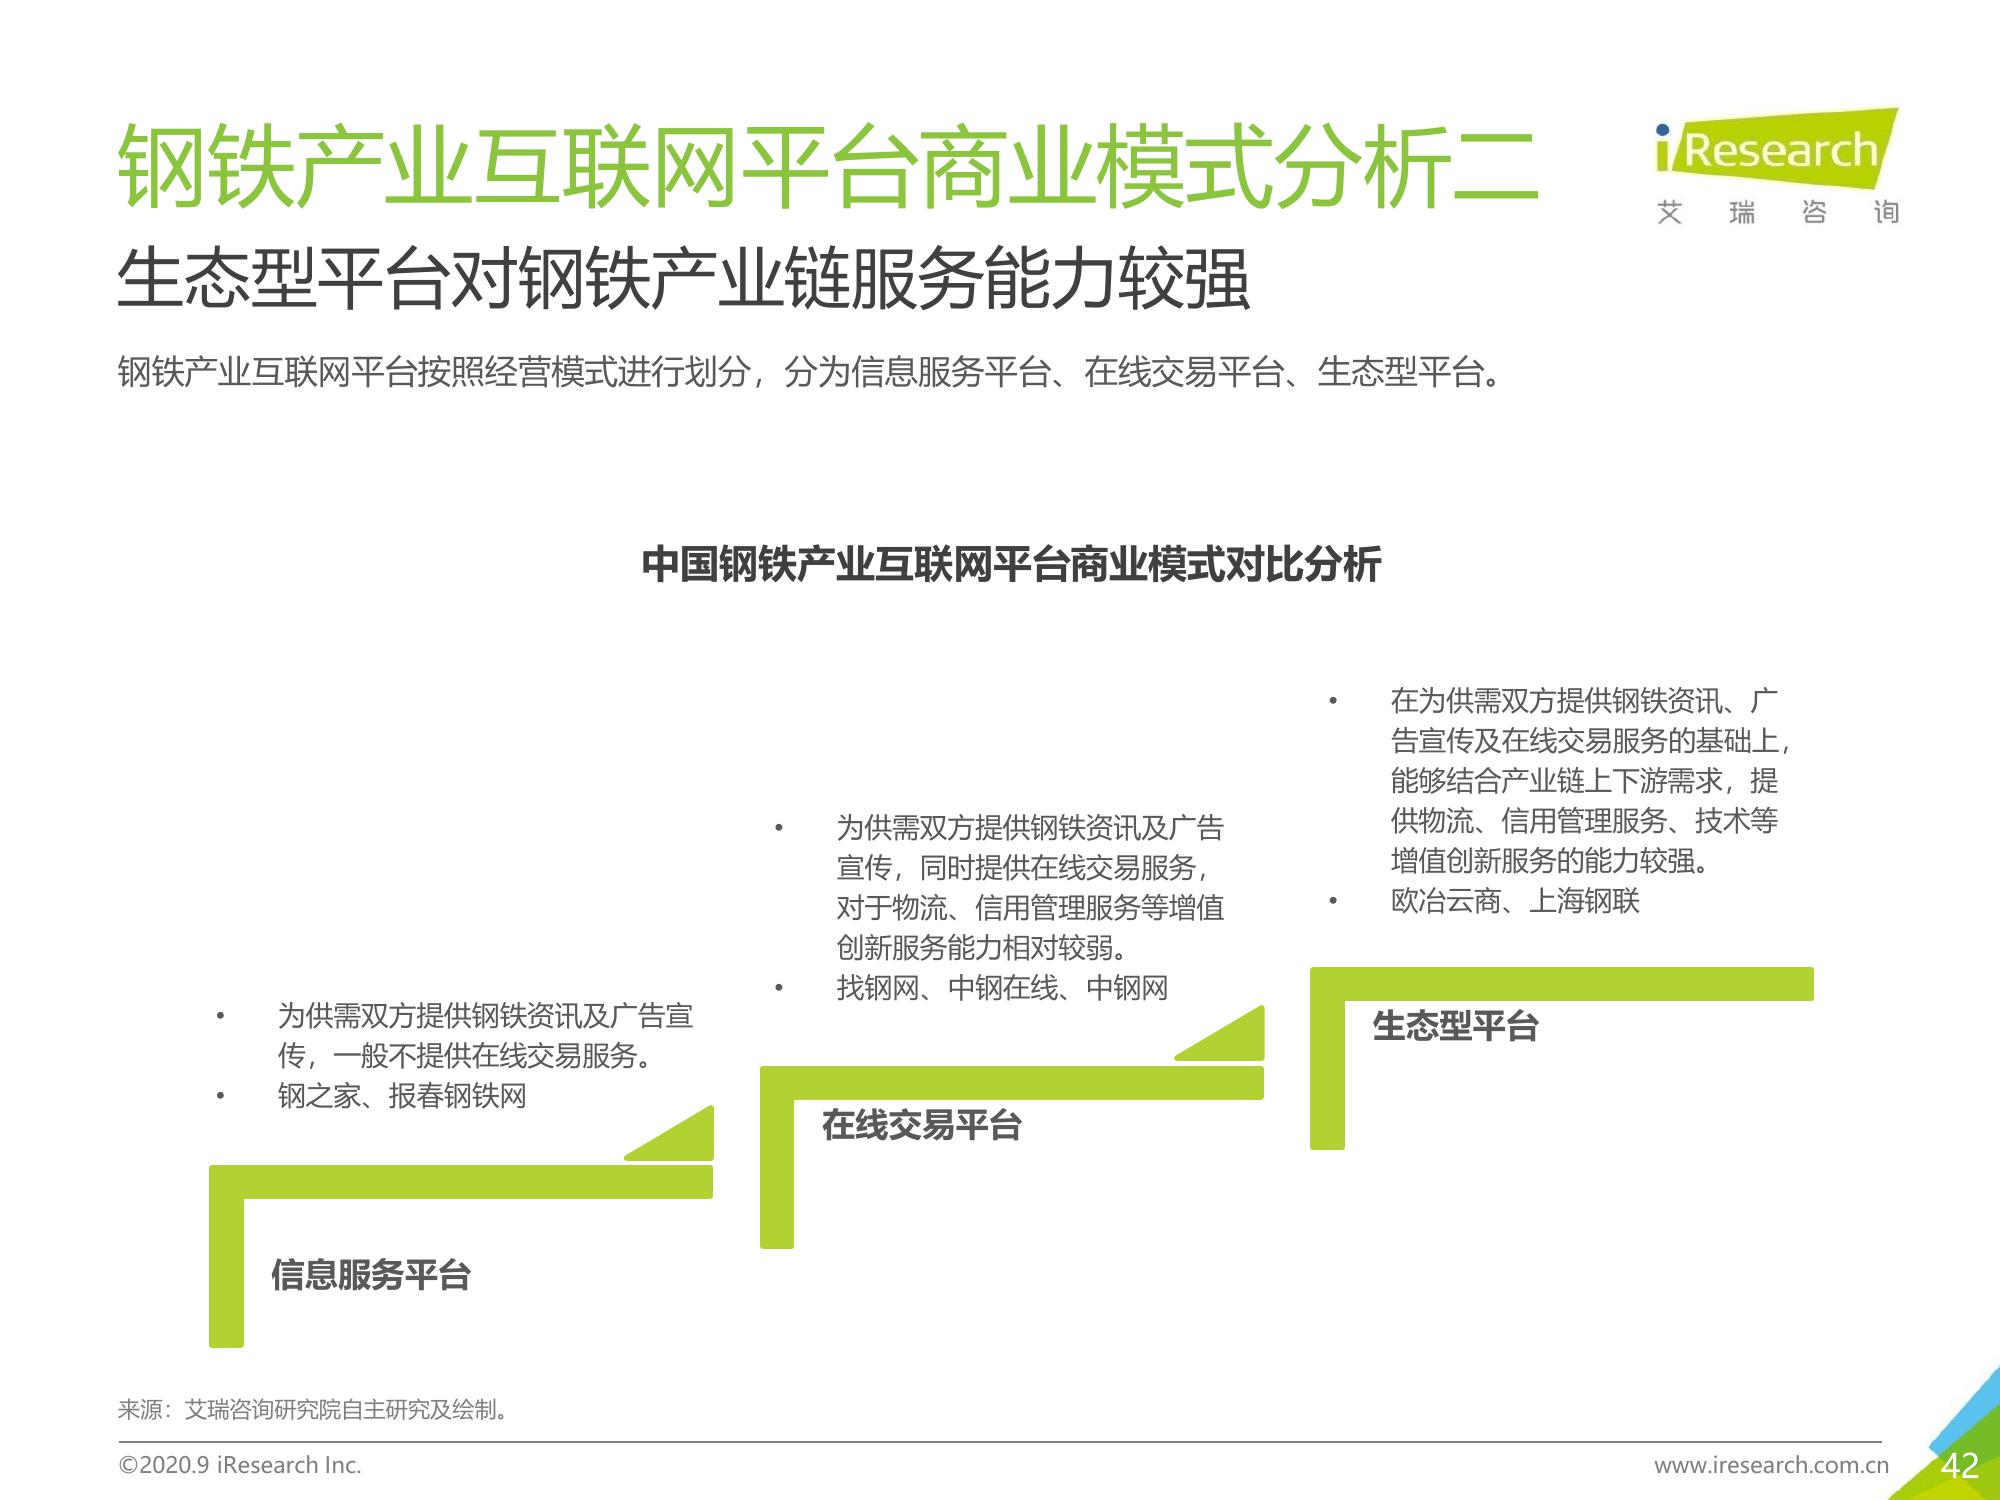 钢铁产业互联网平台商业模式分析二
iResearch
艾瑞咨询
生态型平台对钢铁产业链服务能力较强
钢铁产业互联网平台按照经营模式进行划分，分为信息服务平台、在线交易平台、生态型平台。
中国钢铁产业互联网平台商业模式对比分析
• 为供需双方提供钢铁资讯及广告宣
传，一般不提供在线交易服务。
• 钢之家、报春钢铁网
信息服务平台
• 为供需双方提供钢铁资讯及广告
宣传，同时提供在线交易服务，
对于物流、信用管理服务等增值
创新服务能力相对较弱。
• 找钢网、中钢在线、中钢网
在线交易平台
• 在为供需双方提供钢铁资讯、广
告宣传及在线交易服务的基础上，
能够结合产业链上下游需求，提
供物流、信用管理服务、技术等
增值创新服务的能力较强。
• 欧冶云商、上海钢联
生态型平台
来源：艾瑞咨询研究院自主研究及绘制。
©2020.9 iResearch Inc.
www.iresearch.com.cn
42